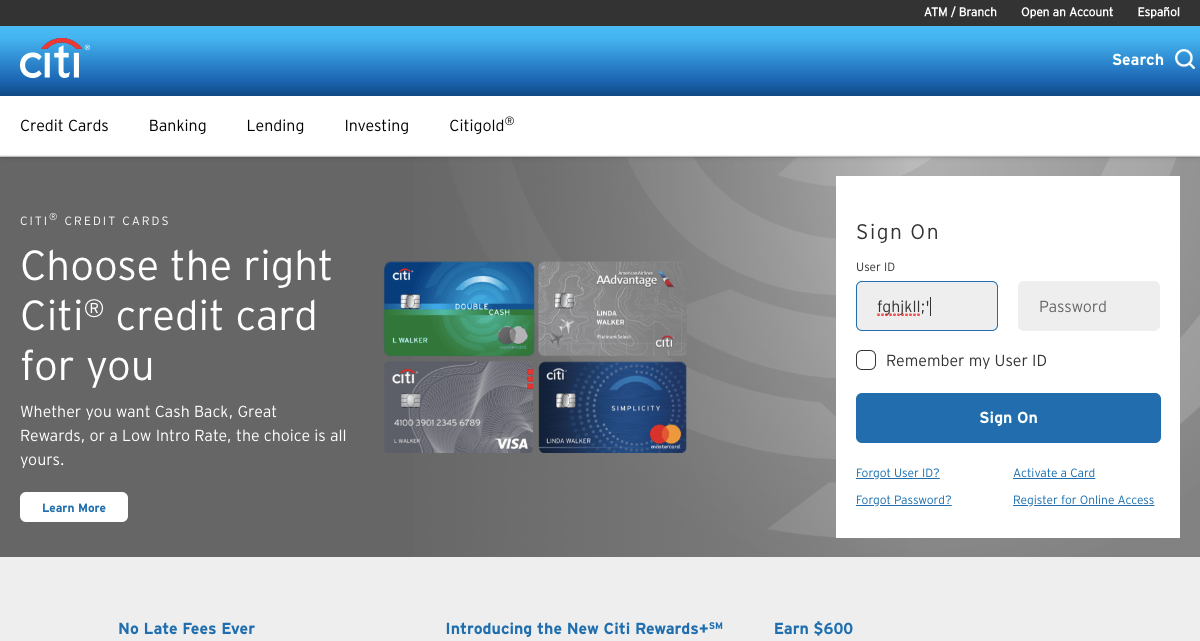 ATM / Branch
Open an Account
Español
citi®
Search
Credit Cards
Banking
Lending
Investing
Citigold®
CITI® CREDIT CARDS
Choose the right
Citi® credit card
for you
Whether you want Cash Back, Great
Rewards, or a Low Intro Rate, the choice is all
yours.
Learn More
citi
DOUBLE
CASH
L WALKER
American Airlines
AAdvantage
LINDA
WALKER
Platinum Select
citi
citi
4100 3901 2345 6789
L WALKER
VISA
citi
SIMPLICITY
LINDA WALKER
mastercard
Sign On
User ID
fghjkll;'
Password
Remember my User ID
Sign On
Forgot User ID?
Activate a Card
Forgot Password?
Register for Online Access
No Late Fees Ever
Introducing the New Citi Rewards+℠
Earn $600